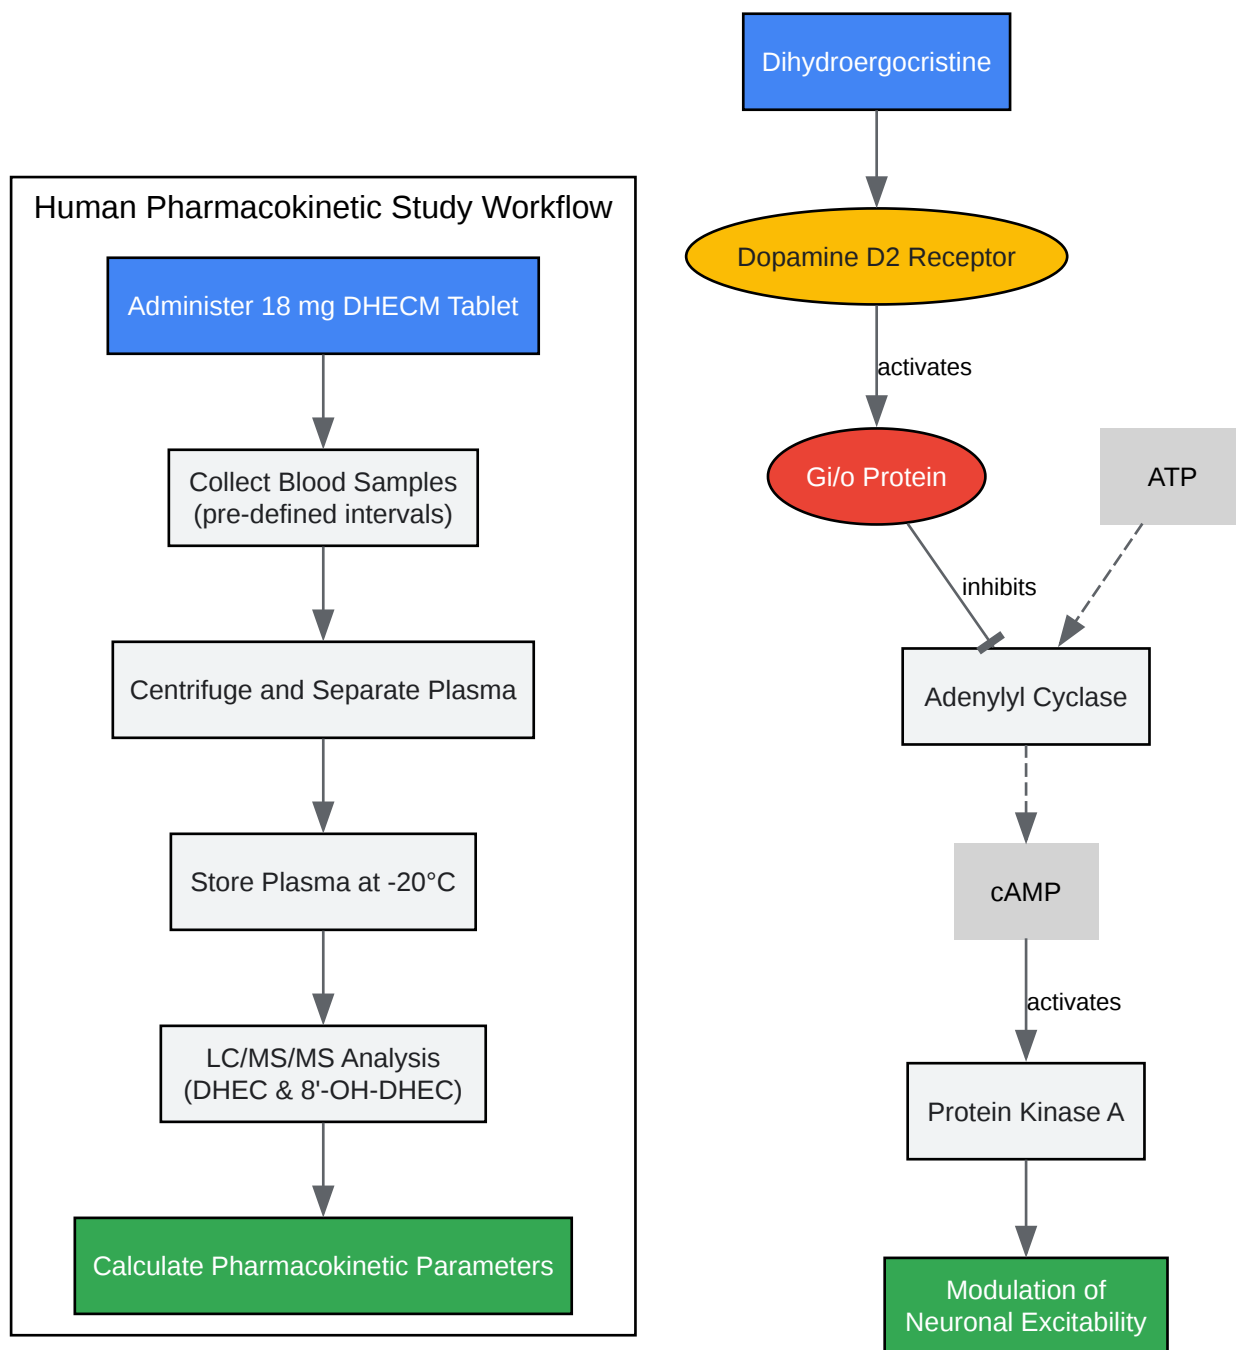 Human Pharmacokinetic Study Workflow
Administer 18 mg DHECM Tablet
Collect Blood Samples
(pre-defined intervals)
Centrifuge and Separate Plasma
Store Plasma at -20°C
LC/MS/MS Analysis
(DHEC & 8'-OH-DHEC)
Calculate Pharmacokinetic Parameters
Dihydroergocristine
Dopamine D2 Receptor
activates
Gi/o Protein
ATP
inhibits
Adenylyl Cyclase
cAMP
activates
Protein Kinase A
Modulation of
Neuronal Excitability